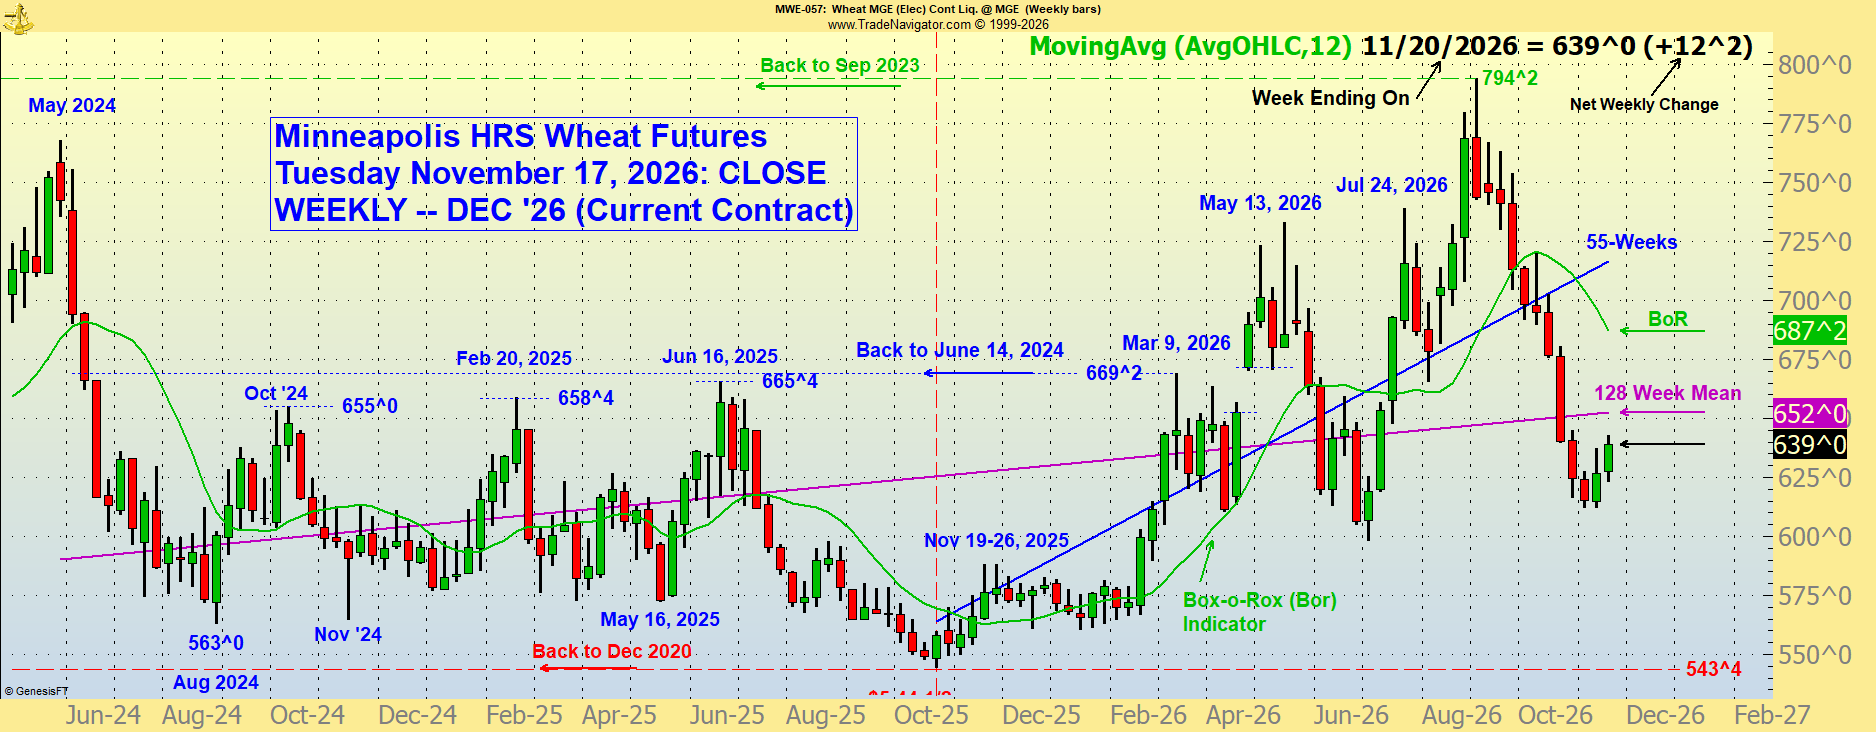 MWE-057: Wheat MGE (Elec) Cont Liq. @ MGE (Weekly bars)
www.TradeNavigator.com © 1999-2026
MovingAvg (AvgOHLC,12) 11/20/2026 = 639^0 (+12^2)
Back to Sep 2023
794^2
Week Ending On
Net Weekly Change
May 2024
Minneapolis HRS Wheat Futures
Tuesday November 17, 2026: CLOSE
WEEKLY -- DEC '26 (Current Contract)
Jul 24, 2026
May 13, 2026
55-Weeks
BoR
Mar 9, 2026
Back to June 14, 2024
Feb 20, 2025
Jun 16, 2025
669^2
665^4
Oct '24
655^0
658^4
128 Week Mean
Nov 19-26, 2025
Box-o-Rox (Bor)
Indicator
May 16, 2025
Nov '24
563^0
Back to Dec 2020
543^4
Aug 2024
© GenesisFT
800^0
775^0
750^0
725^0
700^0
687^2
675^0
652^0
639^0
625^0
600^0
575^0
550^0
Jun-24 Aug-24 Oct-24 Dec-24 Feb-25 Apr-25 Jun-25 Aug-25 Oct-25 Dec-25 Feb-26 Apr-26 Jun-26 Aug-26 Oct-26 Dec-26 Feb-27